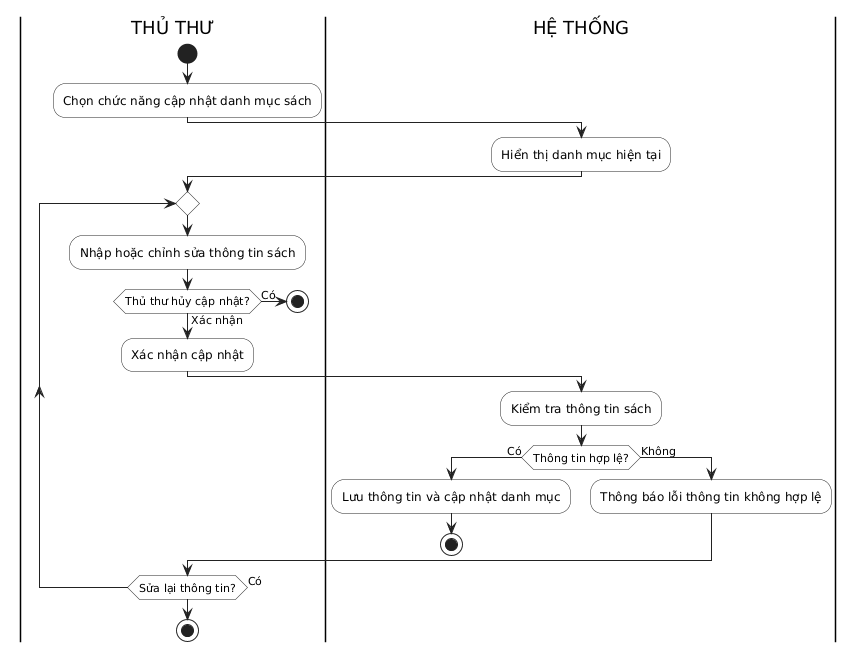 THỦ THƯ
HỆ THỐNG
Chọn chức năng cập nhật danh mục sách
Hiển thị danh mục hiện tại
Nhập hoặc chỉnh sửa thông tin sách
Thủ thư hủy cập nhật?
Có
Xác nhận
Xác nhận cập nhật
Kiểm tra thông tin sách
Có
Thông tin hợp lệ?
Không
Lưu thông tin và cập nhật danh mục
Thông báo lỗi thông tin không hợp lệ
Sửa lại thông tin?
Có